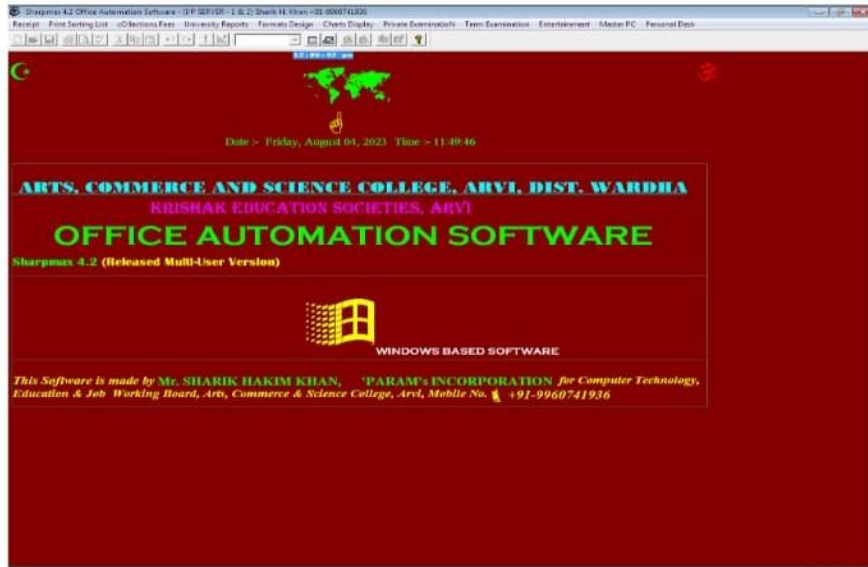 Sharpmax 4.2 Office Automation Software - (I/P SERVER - 1 & 2) Sharik H. Khan +91-9960741936
Receipt Print Sorting List cOllections Fees University Reports Formets Design Charts Display Private ExaminatioN Term Examination Entertainment Master PC Personal Desk
Date :- Friday, August 04, 2023 Time :- 11:49:46
ARTS, COMMERCE AND SCIENCE COLLEGE, ARVI, DIST. WARDHA
KRISHAK EDUCATION SOCIETIES, ARVI
OFFICE AUTOMATION SOFTWARE
Sharpmax 4.2 (Released Multi-User Version)
WINDOWS BASED SOFTWARE
This Software is made by Mr. SHARIK HAKIM KHAN, 'PARAM's INCORPORATION for Computer Technology,
Education & Job Working Board, Arts, Commerce & Science College, Arvi, Mobile No. +91-9960741936